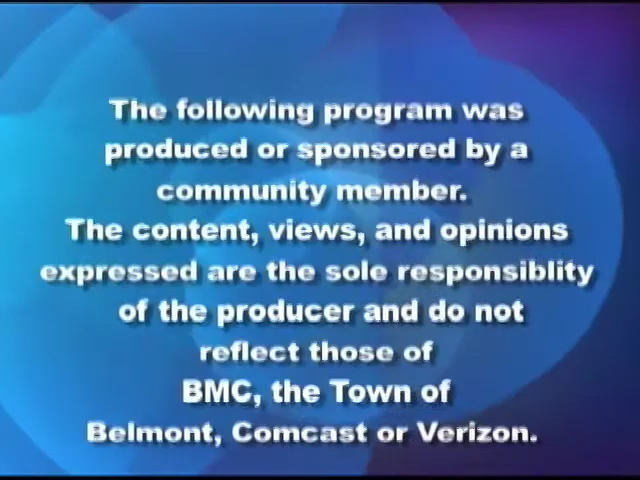 The following program was
produced or sponsored by a
community member.
The content, views, and opinions
expressed are the sole responsiblity
of the producer and do not
reflect those of
BMC, the Town of
Belmont, Comcast or Verizon.